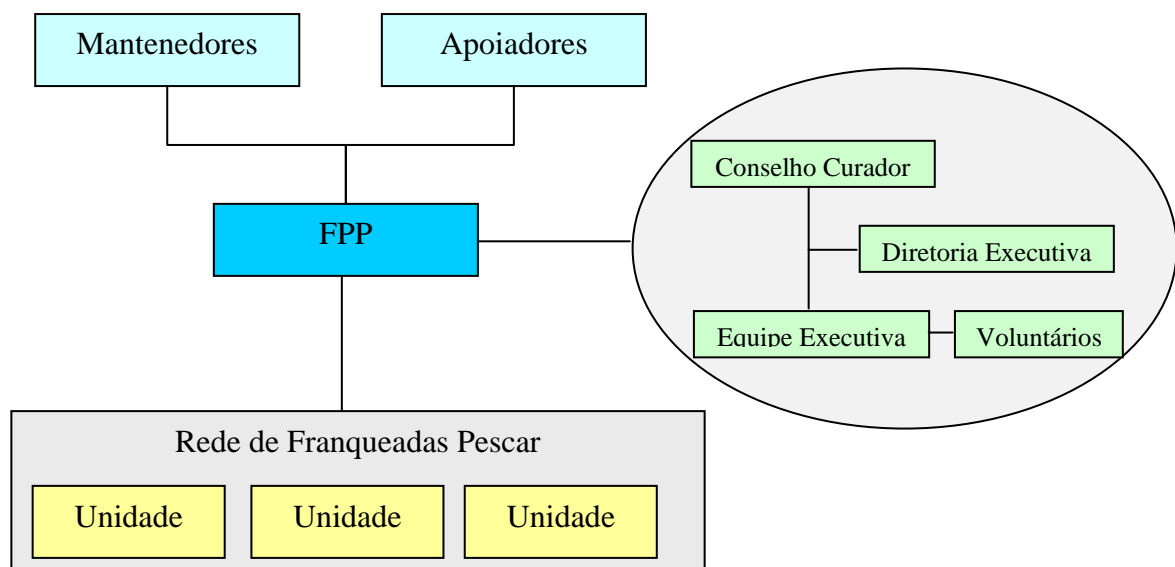 Mantenedores
Apoiadores
FPP
Conselho Curador
Diretoria Executiva
Equipe Executiva
Voluntários
Rede de Franqueadas Pescar
Unidade
Unidade
Unidade